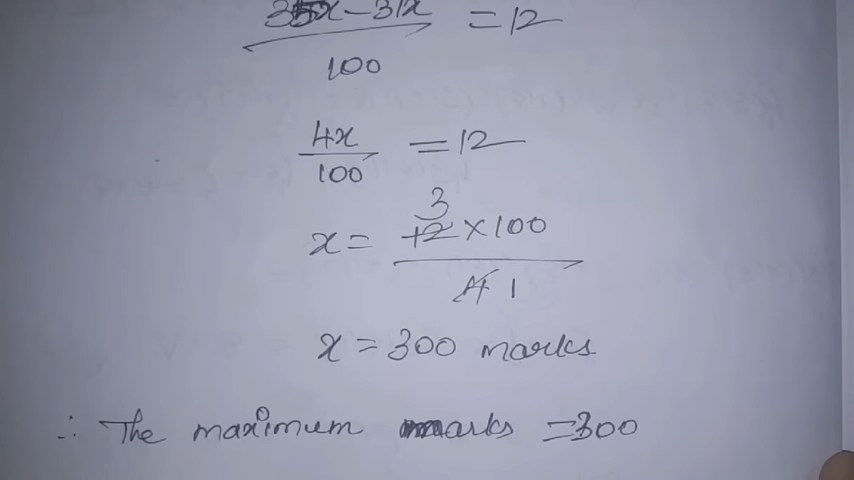 35x - 31x = 12
100
4x = 12
100
x = 3
12 × 100
4 1
x = 300 marks
∴ The maximum marks = 300